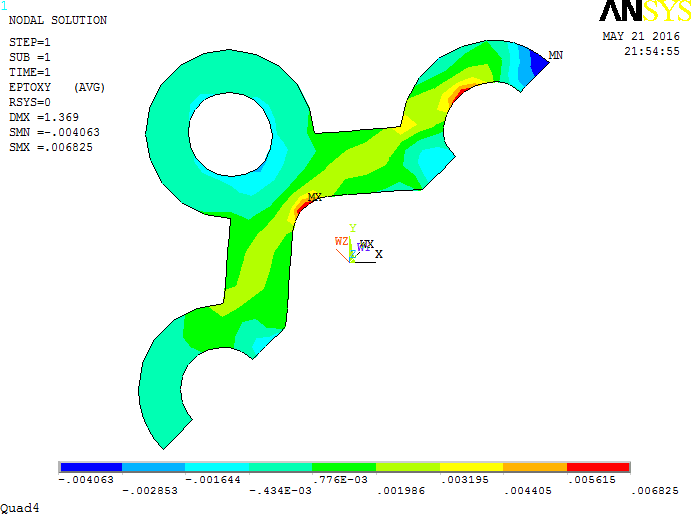 1
ANSYS
NODAL SOLUTION
MAY 21 2016
21:54:55
STEP=1
SUB =1
TIME=1
EPTOXY   (AVG)
RSYS=0
DMX =1.369
SMN =-.004063
SMX =.006825
MN
MX
Y
WZ
WX
WY
Z
X
-.004063 -.001644 .776E-03 .003195 .005615
-.002853 -.434E-03 .001986 .004405 .006825
Quad4